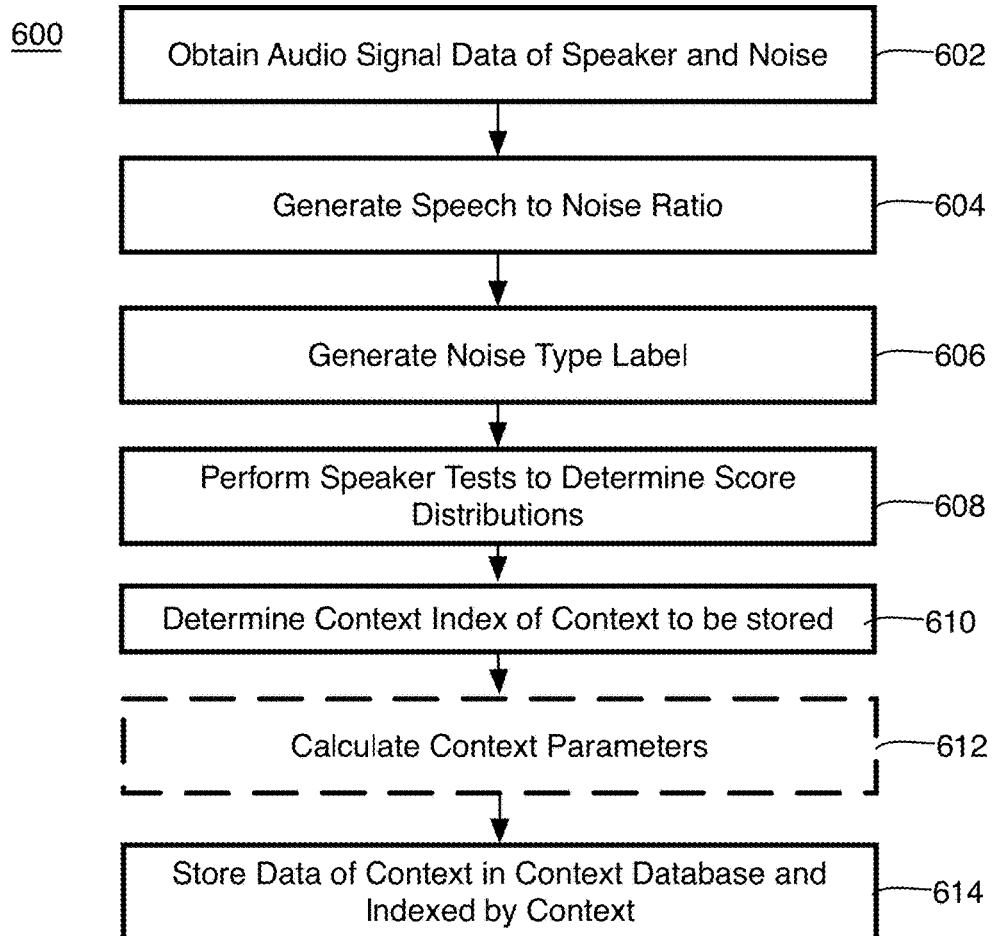 600
Obtain Audio Signal Data of Speaker and Noise
602
Generate Speech to Noise Ratio
604
Generate Noise Type Label
606
Perform Speaker Tests to Determine Score
Distributions
608
Determine Context Index of Context to be stored
610
Calculate Context Parameters
612
Store Data of Context in Context Database and
Indexed by Context
614